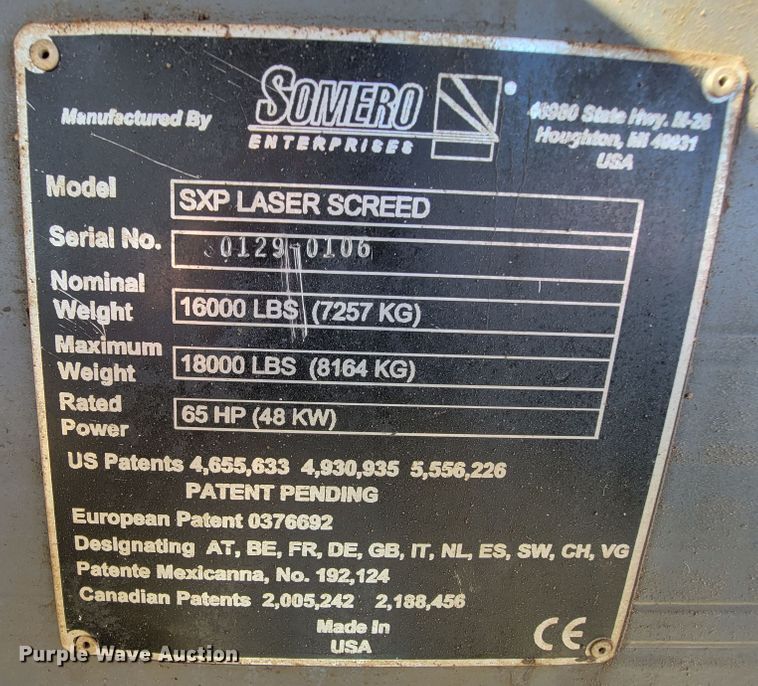 Manufactured By
SOMERO
ENTERPRISES
State Hwy. M-26
Houghton, MI 49931
USA
Model SXP LASER SCREED
Serial No. 0129-0106
Nominal
Weight 16000 LBS (7257 KG)
Maximum
Weight 18000 LBS (8164 KG)
Rated
Power 65 HP (48 KW)
US Patents 4,655,633 4,930,935 5,556,226
PATENT PENDING
European Patent 0376692
Designating AT, BE, FR, DE, GB, IT, NL, ES, SW, CH, VG
Patente Mexicanna, No. 192,124
Canadian Patents 2,005,242 2,188,456
Made In
USA
CE
Purple Wave Auction